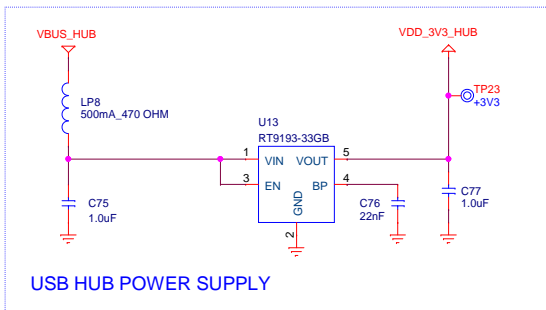 VBUS_HUB
VDD_3V3_HUB
TP23
+3V3
LP8
500mA_470 OHM
U13
RT9193-33GB
1
VIN
VOUT
5
3
EN
BP
4
GND
2
C75
1.0uF
C76
22nF
C77
1.0uF
USB HUB POWER SUPPLY